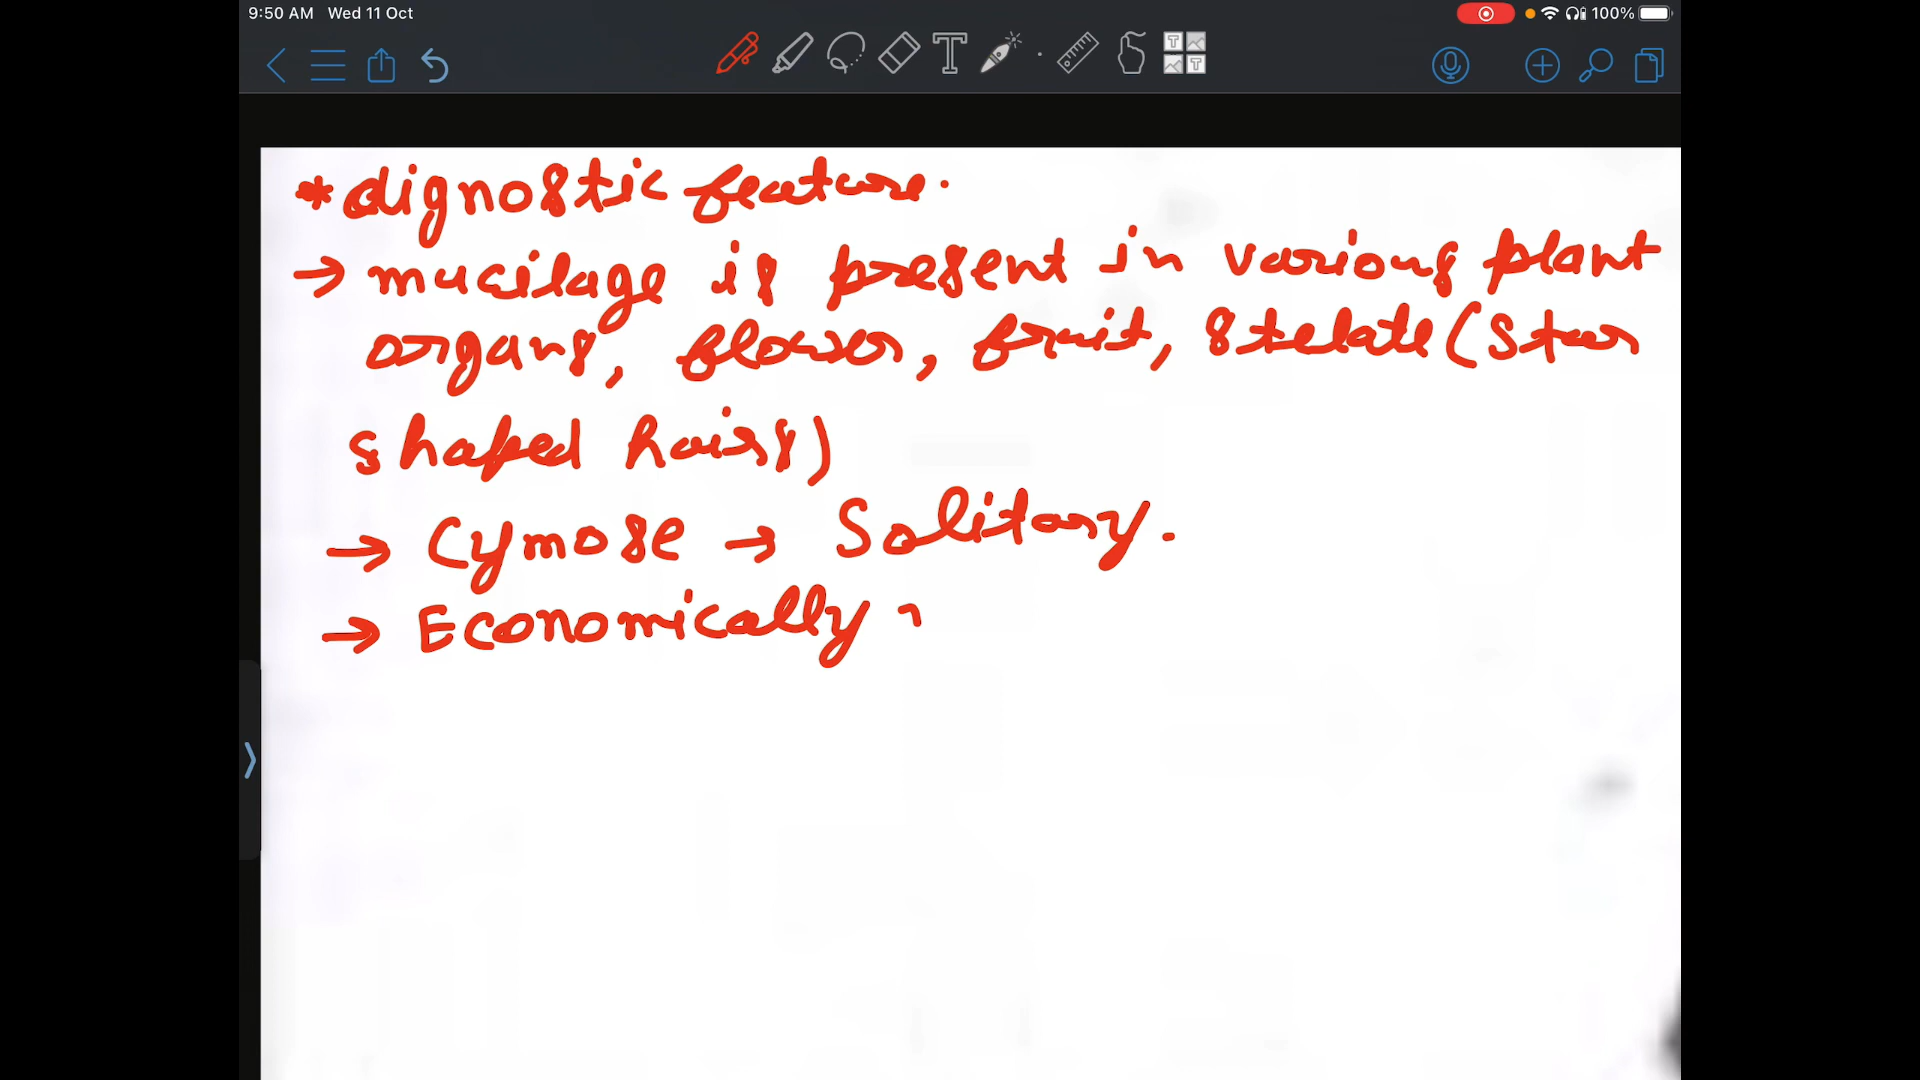 9:50 AM Wed 11 Oct
100%
*dignostic feature.
→ mucilage is present in various plant
organs, flower, fruit, stelate (Star
shaped hairs)
→ Cymose → Solitary.
→ Economically